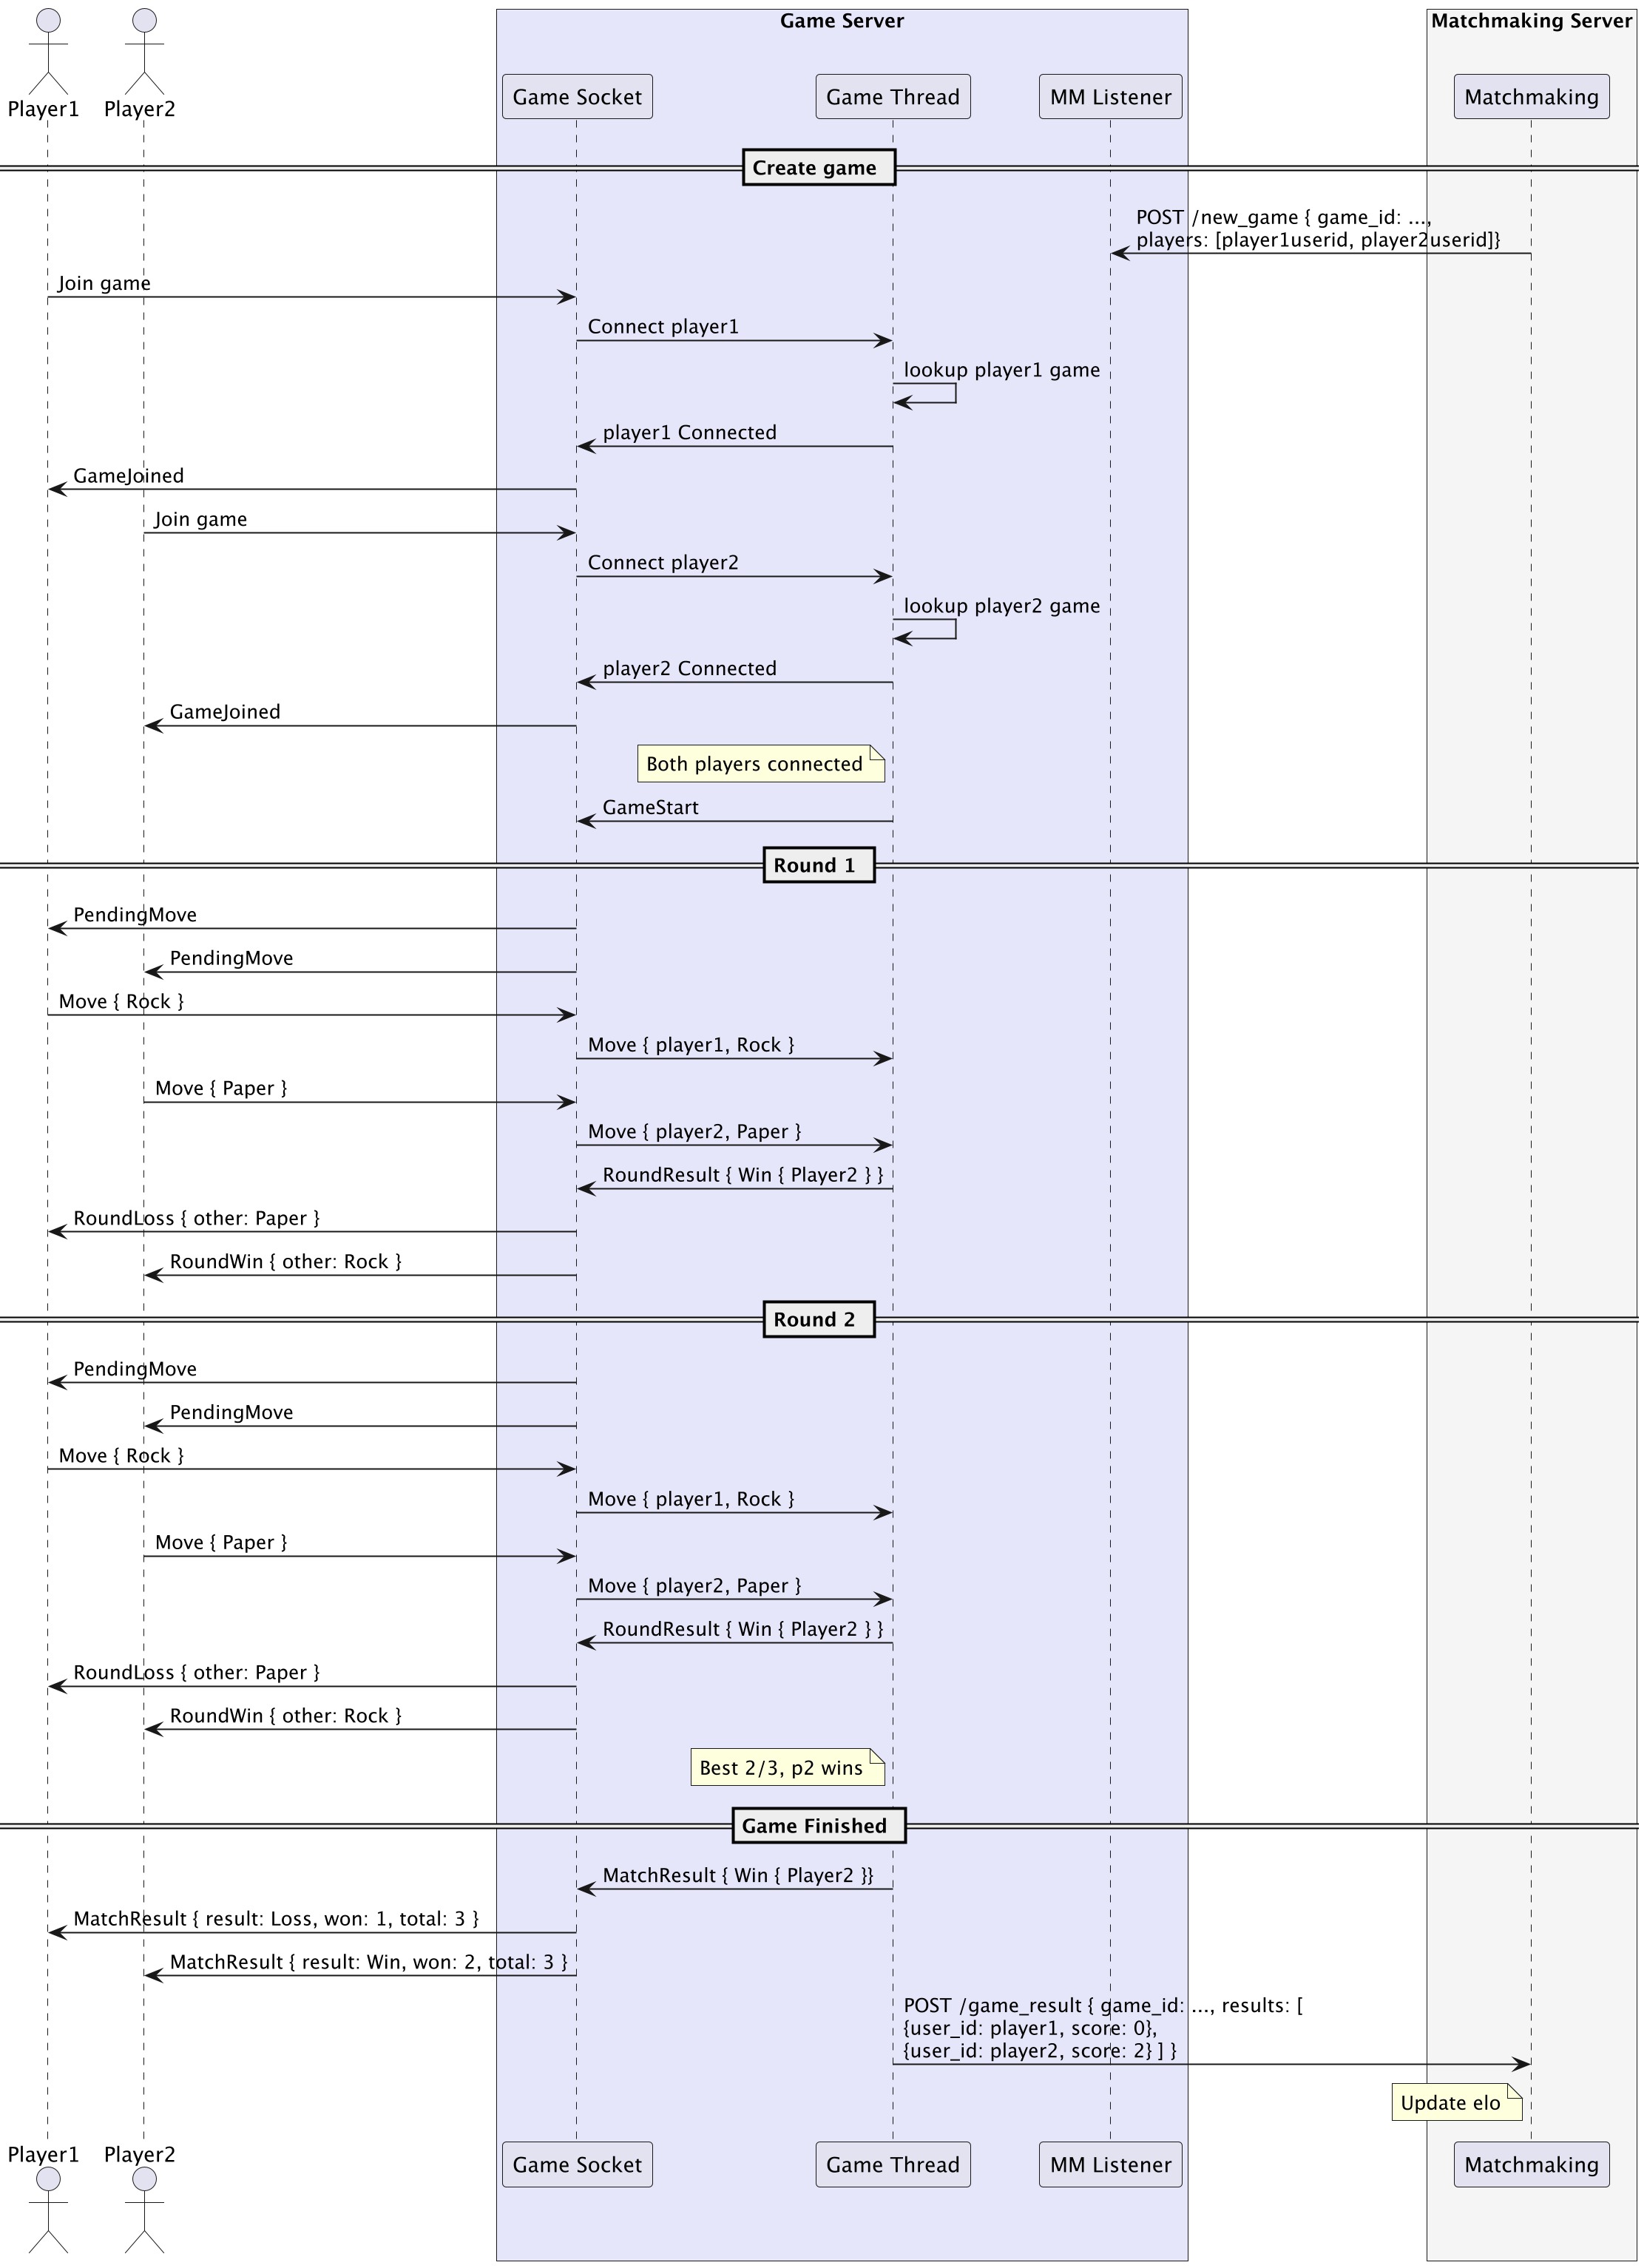 Game Server
Matchmaking Server
Player1
Player2
Game Socket
Game Thread
MM Listener
Matchmaking
Create game
POST /new_game { game_id: ...,
players: [player1userid, player2userid]}
Join game
Connect player1
lookup player1 game
player1 Connected
GameJoined
Join game
Connect player2
lookup player2 game
player2 Connected
GameJoined
Both players connected
GameStart
Round 1
PendingMove
PendingMove
Move { Rock }
Move { player1, Rock }
Move { Paper }
Move { player2, Paper }
RoundResult { Win { Player2 } }
RoundLoss { other: Paper }
RoundWin { other: Rock }
Round 2
PendingMove
PendingMove
Move { Rock }
Move { player1, Rock }
Move { Paper }
Move { player2, Paper }
RoundResult { Win { Player2 } }
RoundLoss { other: Paper }
RoundWin { other: Rock }
Best 2/3, p2 wins
Game Finished
MatchResult { Win { Player2 }}
MatchResult { result: Loss, won: 1, total: 3 }
MatchResult { result: Win, won: 2, total: 3 }
POST /game_result { game_id: ..., results: [
{user_id: player1, score: 0},
{user_id: player2, score: 2} ] }
Update elo
Player1
Player2
Game Socket
Game Thread
MM Listener
Matchmaking